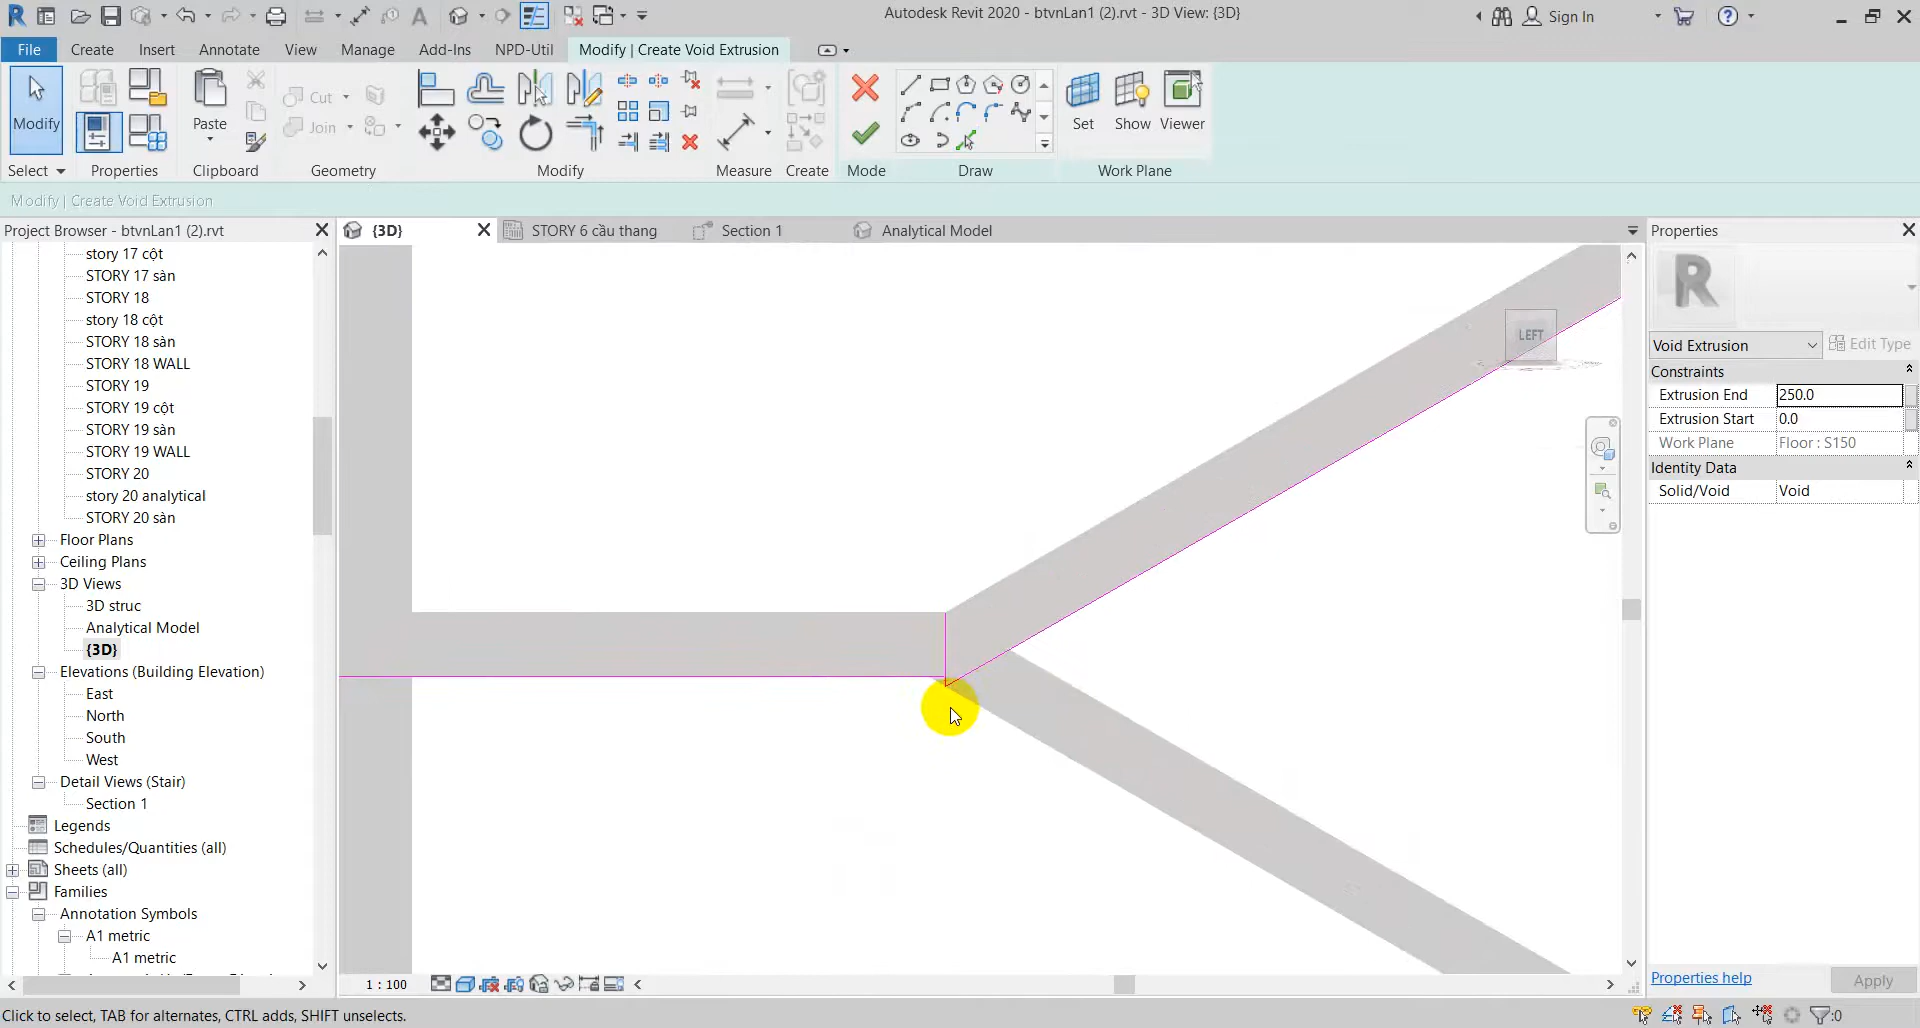 Autodesk Revit 2020 - btvnLan1 (2).rvt - 3D View: {3D}
Sign In
File Create Insert Annotate View Manage Add-Ins NPD-Util Modify | Create Void Extrusion
Modify
Paste
Cut
Join
Set Show Viewer
Select Properties Clipboard Geometry Modify Measure Create Mode Draw Work Plane
Modify | Create Void Extrusion
Project Browser - btvnLan1 (2).rvt
{3D} STORY 6 cầu thang Section 1 Analytical Model
Properties
story 17 cột
STORY 17 sàn
STORY 18
story 18 cột
STORY 18 sàn
STORY 18 WALL
STORY 19
STORY 19 cột
STORY 19 sàn
STORY 19 WALL
STORY 20
story 20 analytical
STORY 20 sàn
Floor Plans
Ceiling Plans
3D Views
3D struc
Analytical Model
{3D}
Elevations (Building Elevation)
East
North
South
West
Detail Views (Stair)
Section 1
Legends
Schedules/Quantities (all)
Sheets (all)
Families
Annotation Symbols
A1 metric
A1 metric
LEFT
Void Extrusion Edit Type
Constraints
Extrusion End 250.0
Extrusion Start 0.0
Work Plane Floor : S150
Identity Data
Solid/Void Void
Properties help Apply
1 : 100
Click to select, TAB for alternates, CTRL adds, SHIFT unselects.
:0